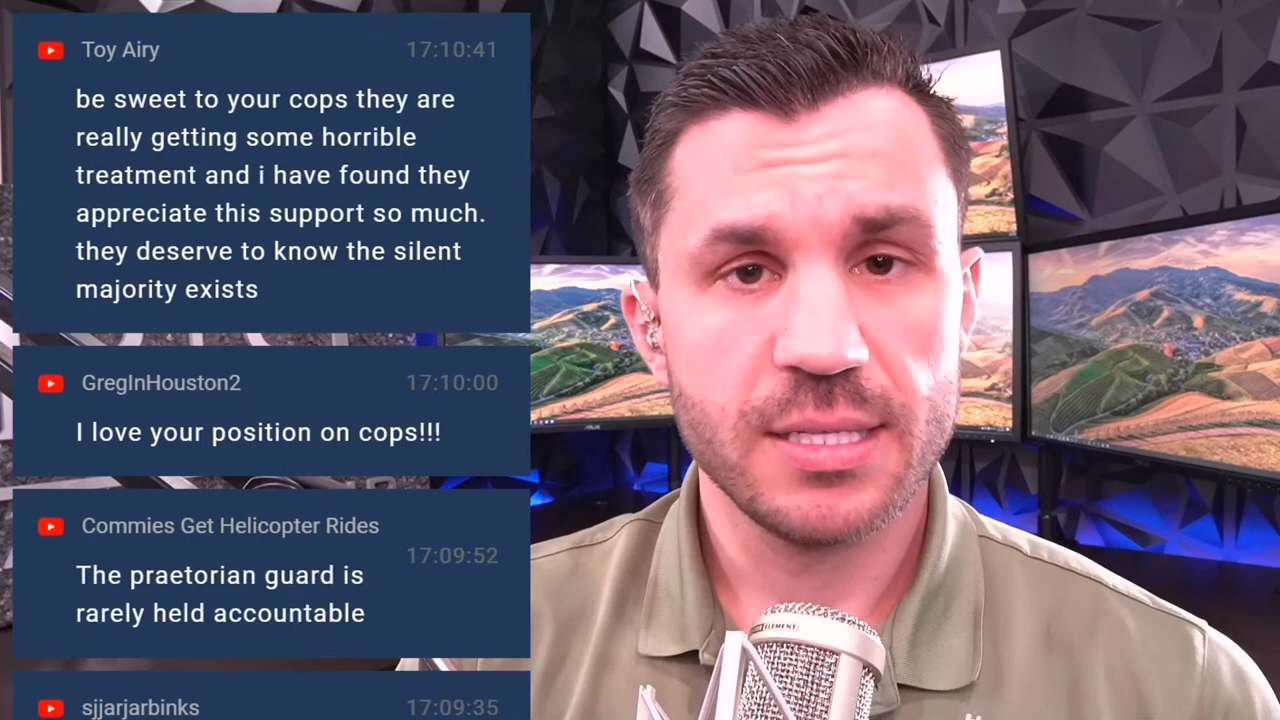 Toy Airy 17:10:41
be sweet to your cops they are
really getting some horrible
treatment and i have found they
appreciate this support so much.
they deserve to know the silent
majority exists
GregInHouston2 17:10:00
I love your position on cops!!!
Commies Get Helicopter Rides
17:09:52
The praetorian guard is
rarely held accountable
sjjarjarbinks 17:09:35
ELEMENT